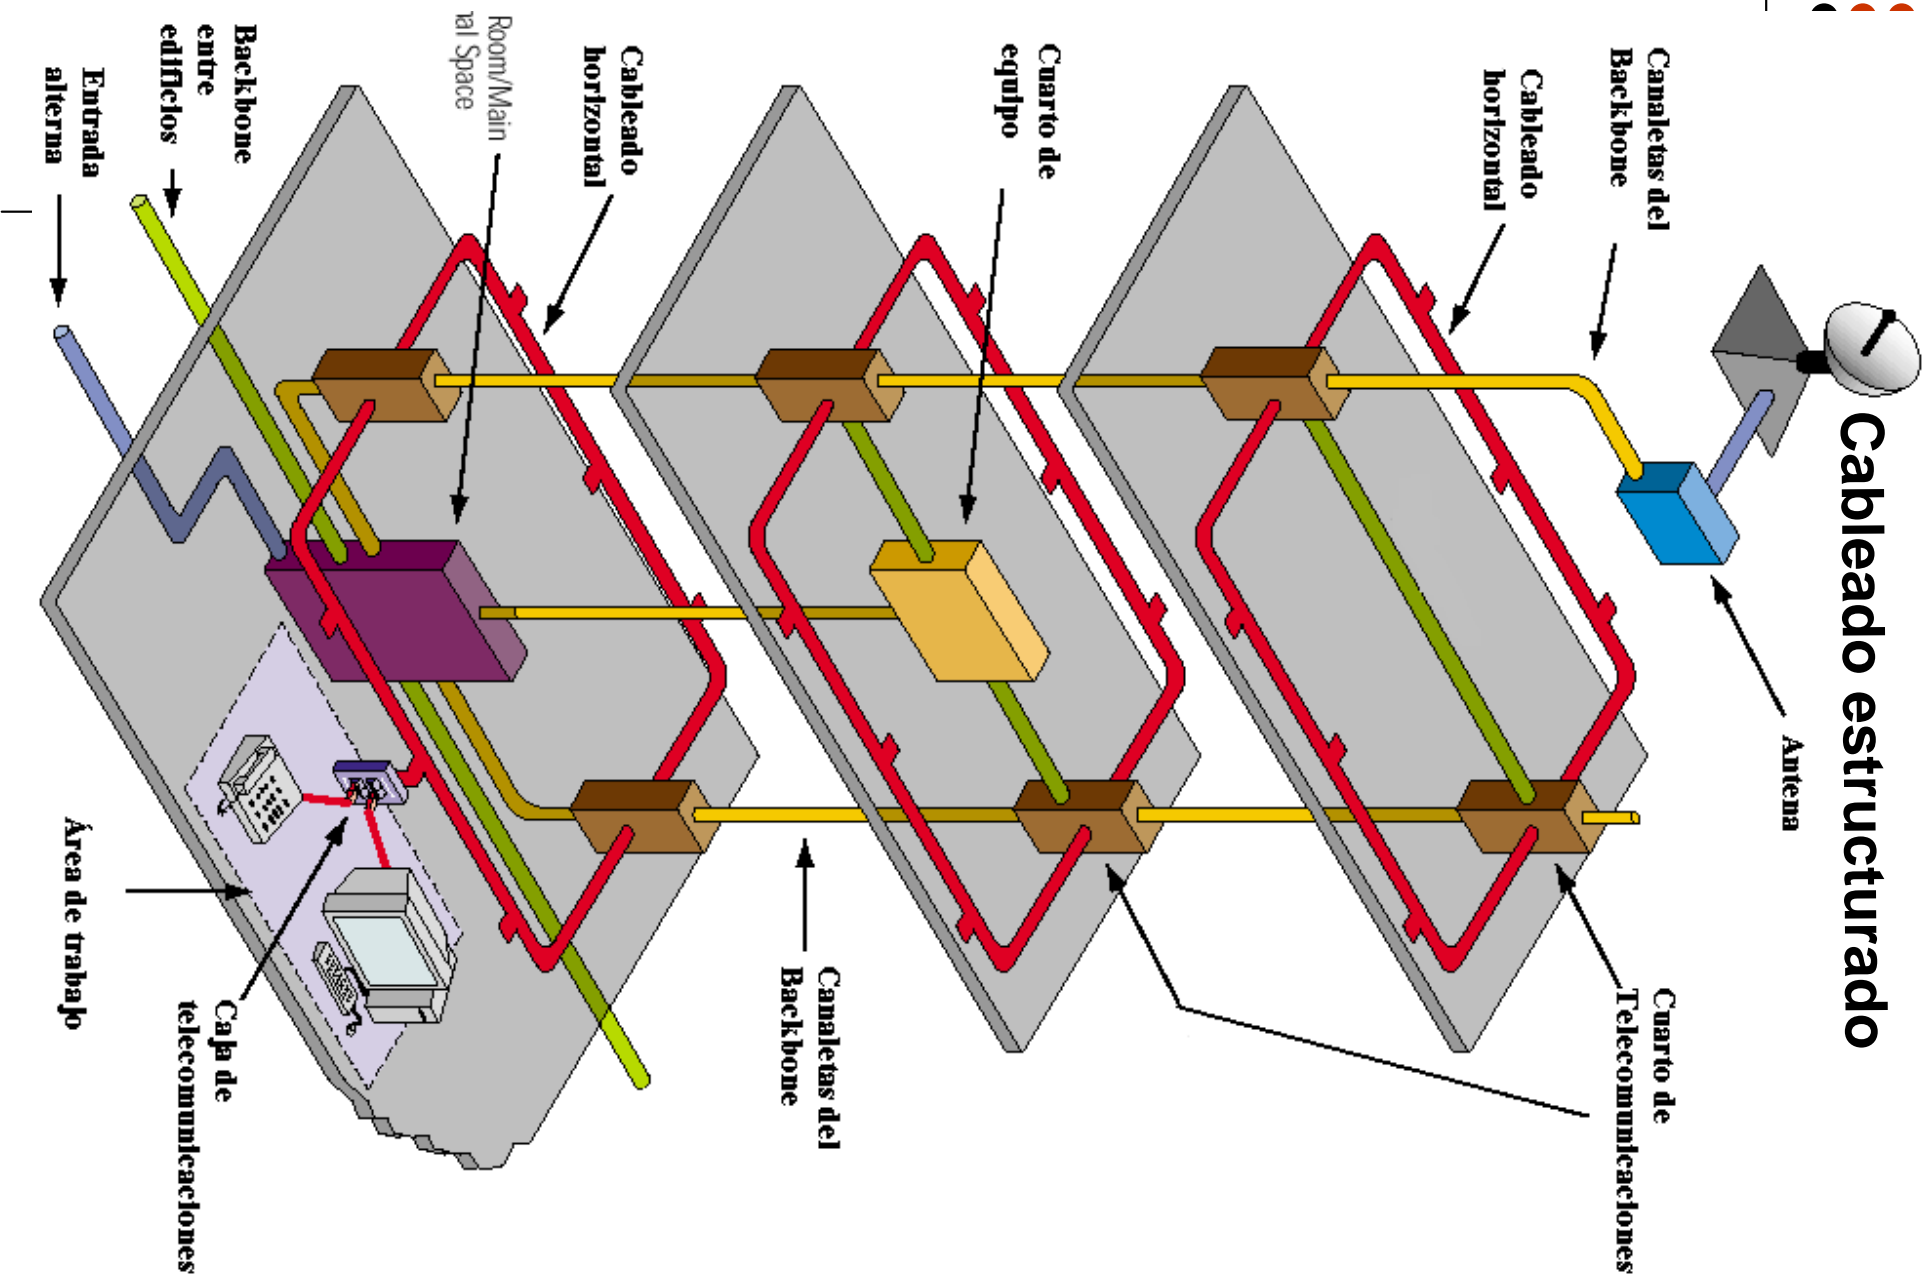 Cableado estructurado
Canaletas del
Backbone
Cableado
horizontal
Antena
Cuarto de
equipo
Cuarto de
Telecomunicaciones
Cableado
horizontal
Room/Main
al Space
Canaletas del
Backbone
Backbone
entre
edificios
Entrada
alterna
Caja de
telecomunicaciones
Área de trabajo